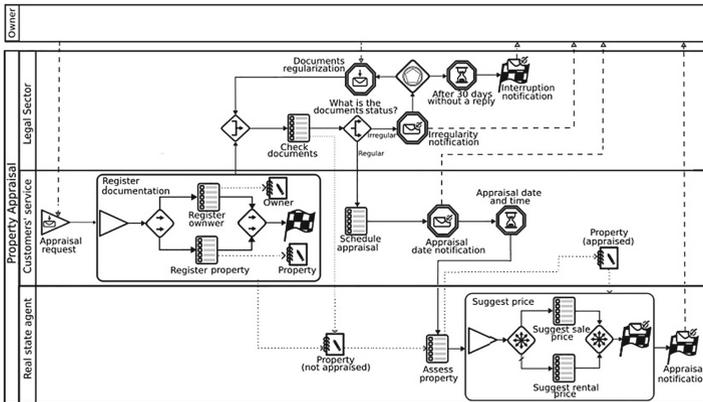 Owner
Property Appraisal
Legal Sector
Documents
regularization
After 30 days
without a reply
Interruption
notification
What is the
documents status?
Irregular
Irregularity
notification
Check
documents
Regular
Customers' service
Register
documentation
Owner
Register
ownwer
Register property
Property
Appraisal
request
Schedule
appraisal
Appraisal
date notification
Appraisal date
and time
Property
(appraised)
Real state agent
Property
(not appraised)
Assess
property
Suggest price
Suggest sale
price
Suggest rental
price
Appraisa
notificatio